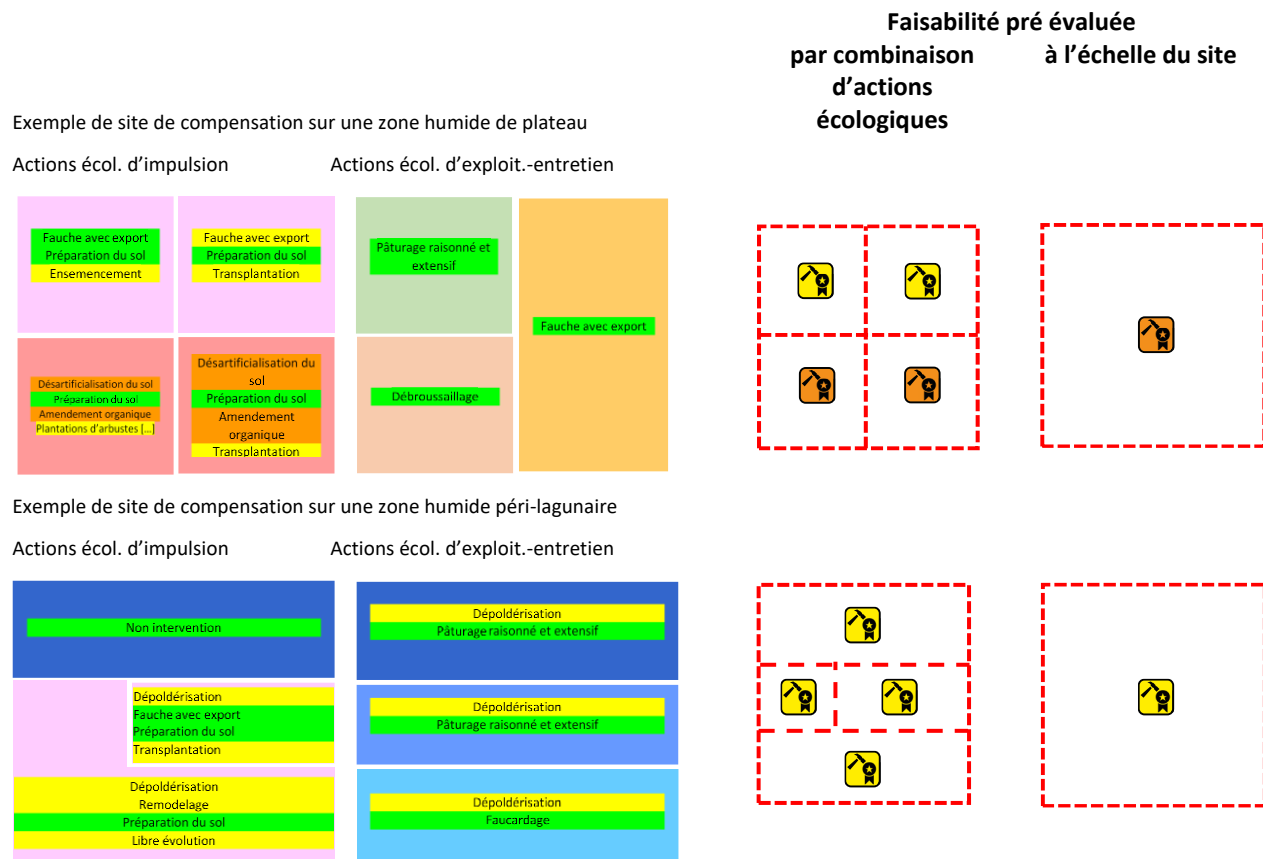 Faisabilité pré évaluée
par combinaison
d’actions
écologiques
à l’échelle du site
Exemple de site de compensation sur une zone humide de plateau
Actions écol. d’impulsion
Actions écol. d’exploit.-entretien
Fauche avec export
Préparation du sol
Ensemencement
Fauche avec export
Préparation du sol
Transplantation
Désartificialisation du sol
Préparation du sol
Amendement organique
Plantations d’arbustes […]
Désartificialisation du
sol
Préparation du sol
Amendement
organique
Transplantation
Pâturage raisonné et
extensif
Débroussaillage
Fauche avec export
Exemple de site de compensation sur une zone humide péri-lagunaire
Actions écol. d’impulsion
Actions écol. d’exploit.-entretien
Non intervention
Dépoldérisation
Fauche avec export
Préparation du sol
Transplantation
Dépoldérisation
Remodelage
Préparation du sol
Libre évolution
Dépoldérisation
Pâturage raisonné et extensif
Dépoldérisation
Pâturage raisonné et extensif
Dépoldérisation
Faucardage